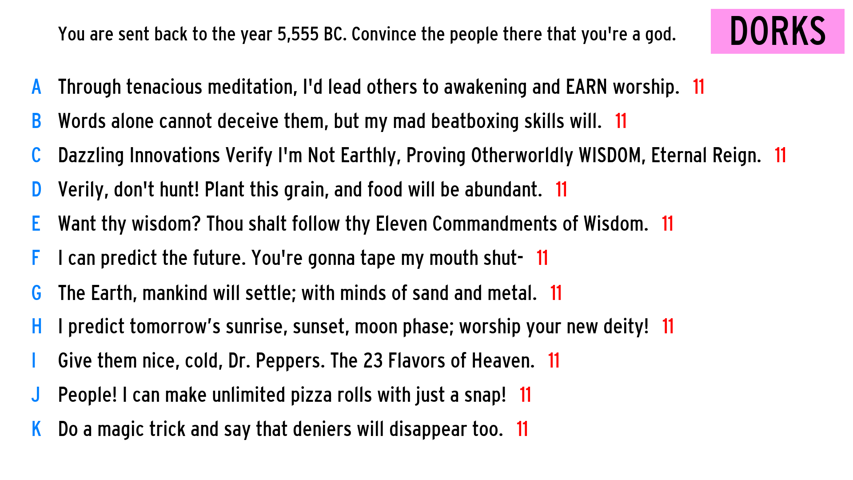 You are sent back to the year 5,555 BC. Convince the people there that you're a god.
DORKS
A Through tenacious meditation, I'd lead others to awakening and EARN worship. 11
B Words alone cannot deceive them, but my mad beatboxing skills will. 11
C Dazzling Innovations Verify I'm Not Earthly, Proving Otherworldly WISDOM, Eternal Reign. 11
D Verily, don't hunt! Plant this grain, and food will be abundant. 11
E Want thy wisdom? Thou shalt follow thy Eleven Commandments of Wisdom. 11
F I can predict the future. You're gonna tape my mouth shut- 11
G The Earth, mankind will settle; with minds of sand and metal. 11
H I predict tomorrow’s sunrise, sunset, moon phase; worship your new deity! 11
I Give them nice, cold, Dr. Peppers. The 23 Flavors of Heaven. 11
J People! I can make unlimited pizza rolls with just a snap! 11
K Do a magic trick and say that deniers will disappear too. 11